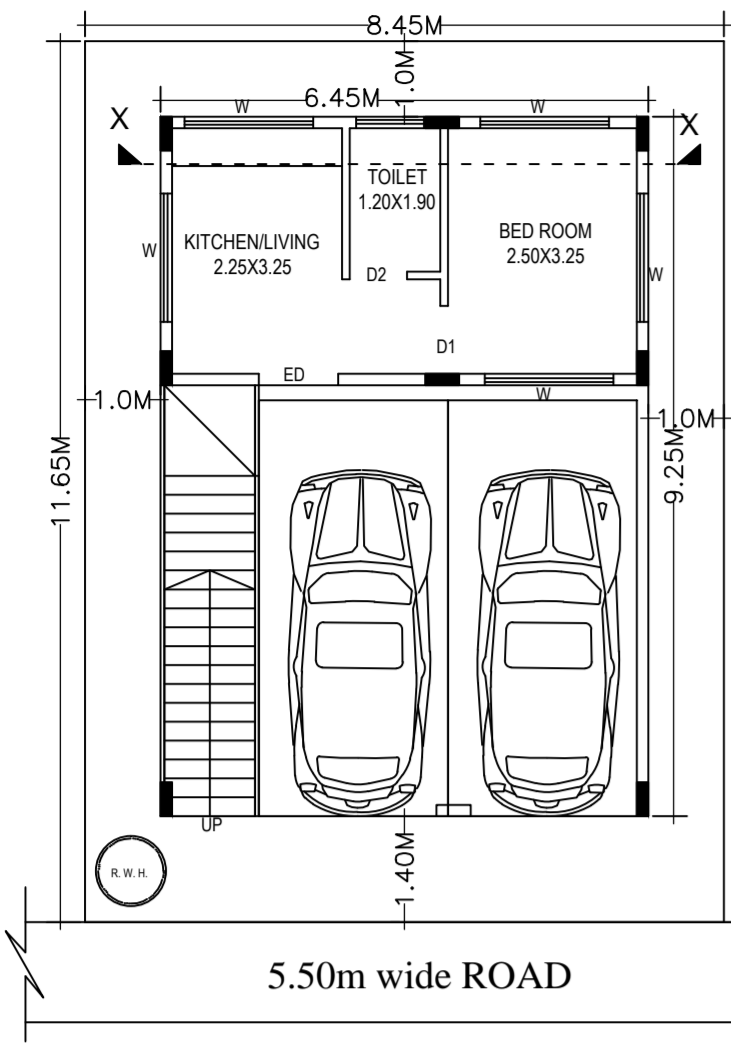 8.45M
1.0M
6.45M
W
W
X
X
TOILET
1.20X1.90
KITCHEN/LIVING
2.25X3.25
BED ROOM
2.50X3.25
W
W
D2
D1
ED
W
1.0M
1.0M
11.65M
9.25M
UP
1.40M
R. W. H.
5.50m wide ROAD